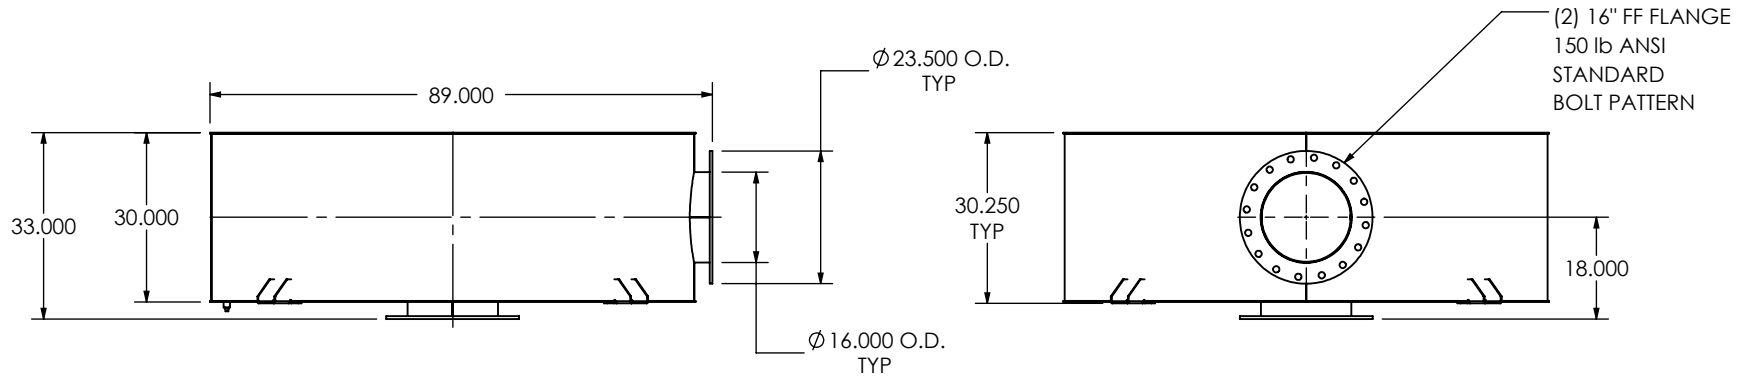 (2) 16" FF FLANGE
150 lb ANSI
STANDARD
BOLT PATTERN
Ø23.500 O.D.
TYP
89.000
33.000
30.000
30.250
TYP
18.000
Ø16.000 O.D.
TYP